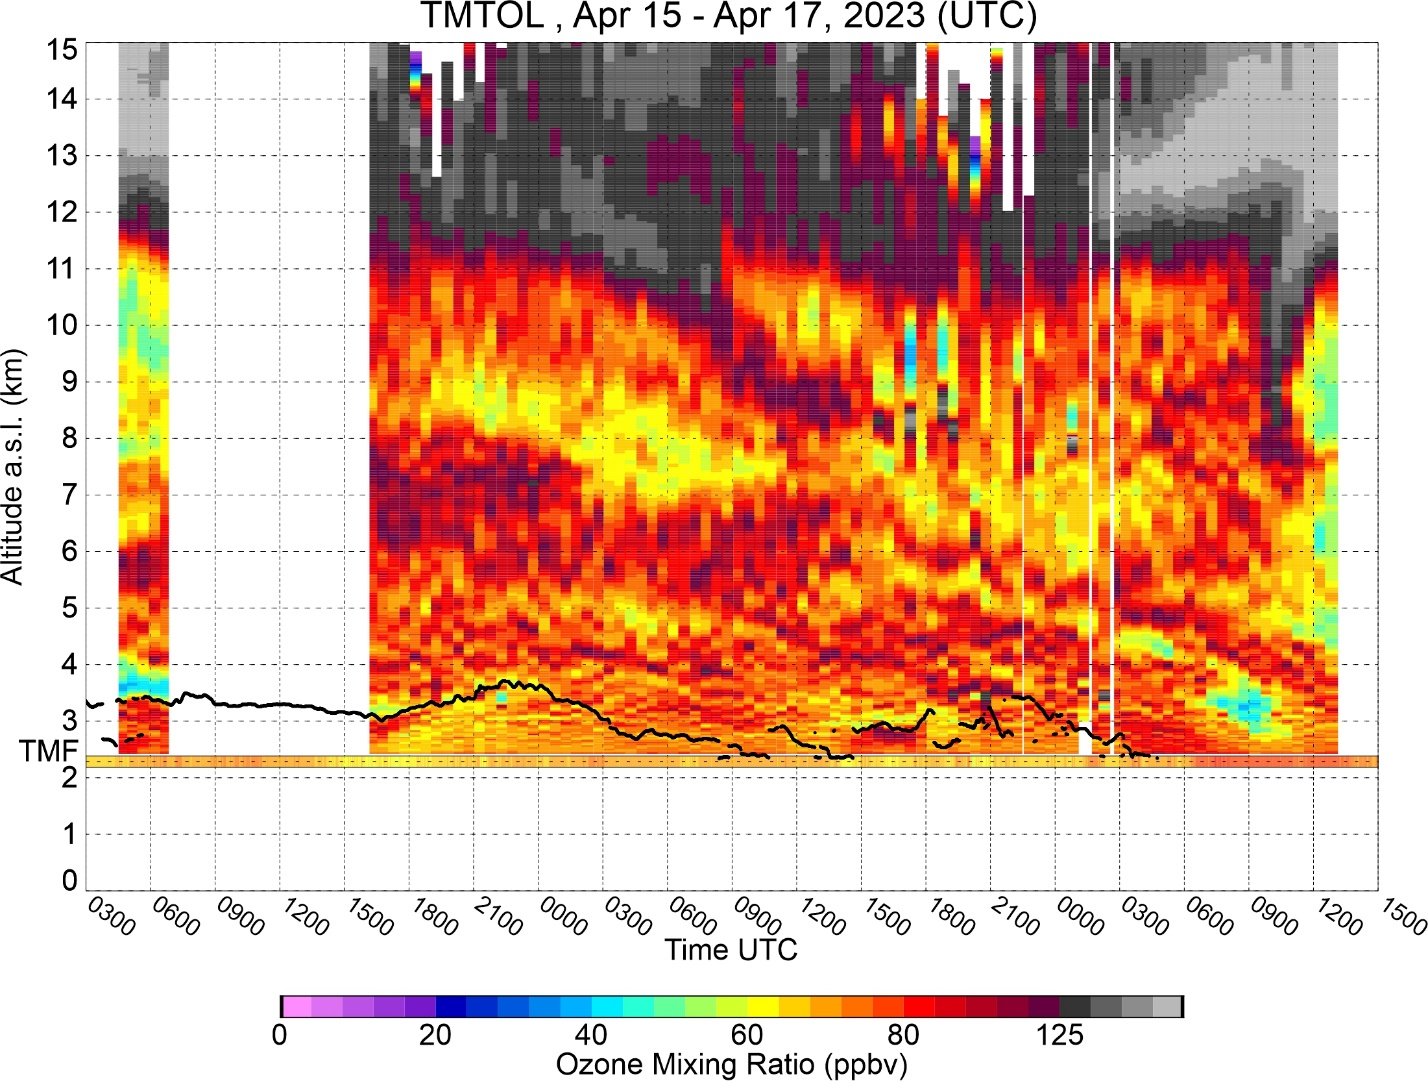 TMTOL , Apr 15 - Apr 17, 2023 (UTC)
15
14
13
12
11
10
9
8
7
6
5
4
3
TMF
2
1
0
Altitude a.s.l. (km)
0300 0600 0900 1200 1500 1800 2100 0000 0300 0600 0900 1200 1500 1800 2100 0000 0300 0600 0900 1200 1500
Time UTC
0 20 40 60 80 125
Ozone Mixing Ratio (ppbv)